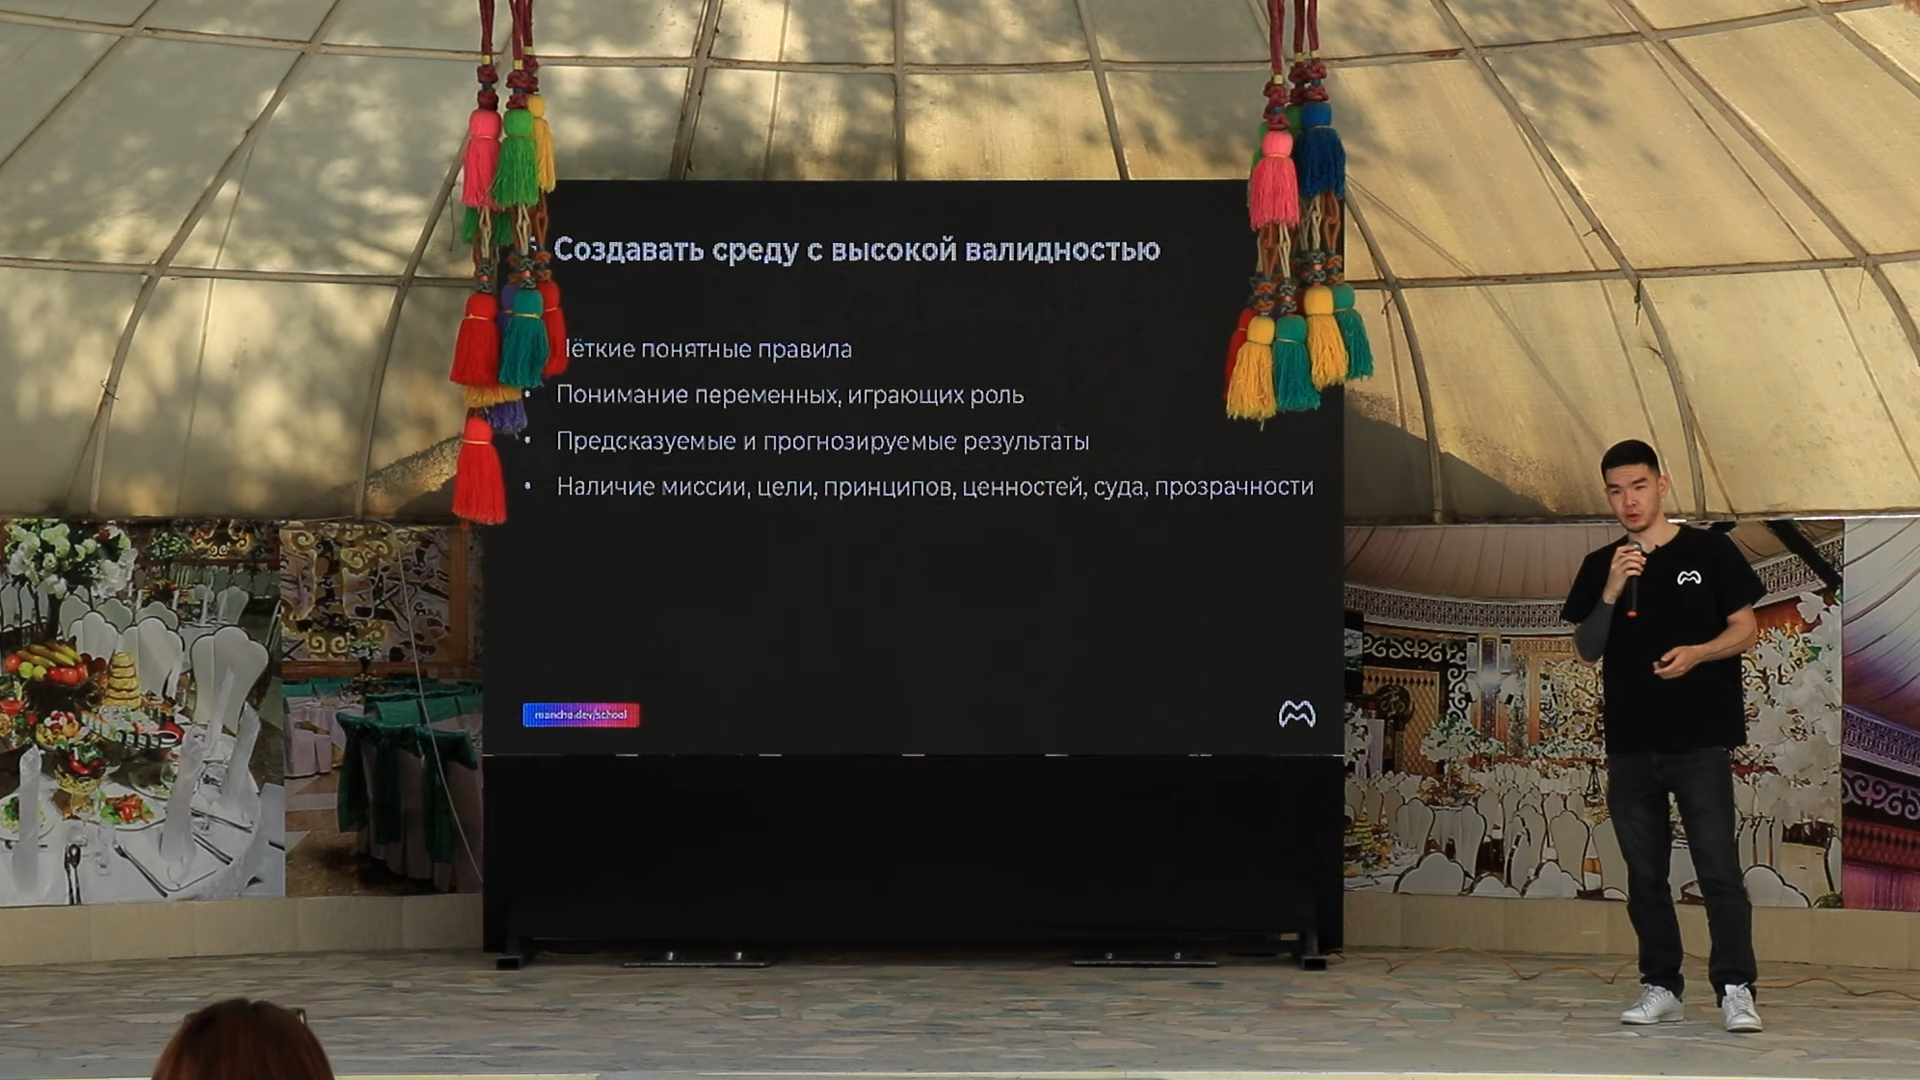 Создавать среду с высокой валидностью
Чёткие понятные правила
• Понимание переменных, играющих роль
• Предсказуемые и прогнозируемые результаты
• Наличие миссии, цели, принципов, ценностей, суда, прозрачности
mancho.dev/school